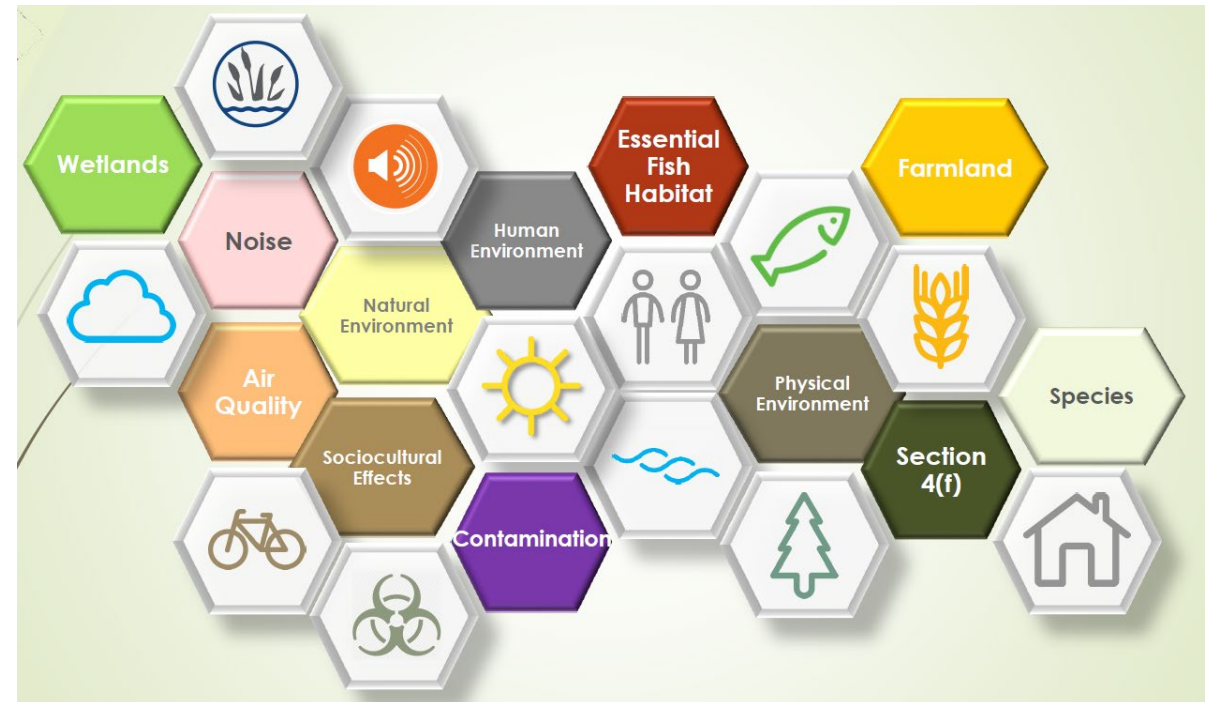 Wetlands
Noise
Human
Environment
Essential
Fish
Habitat
Farmland
Natural
Environment
Air
Quality
Sociocultural
Effects
Contamination
Physical
Environment
Section
4(f)
Species